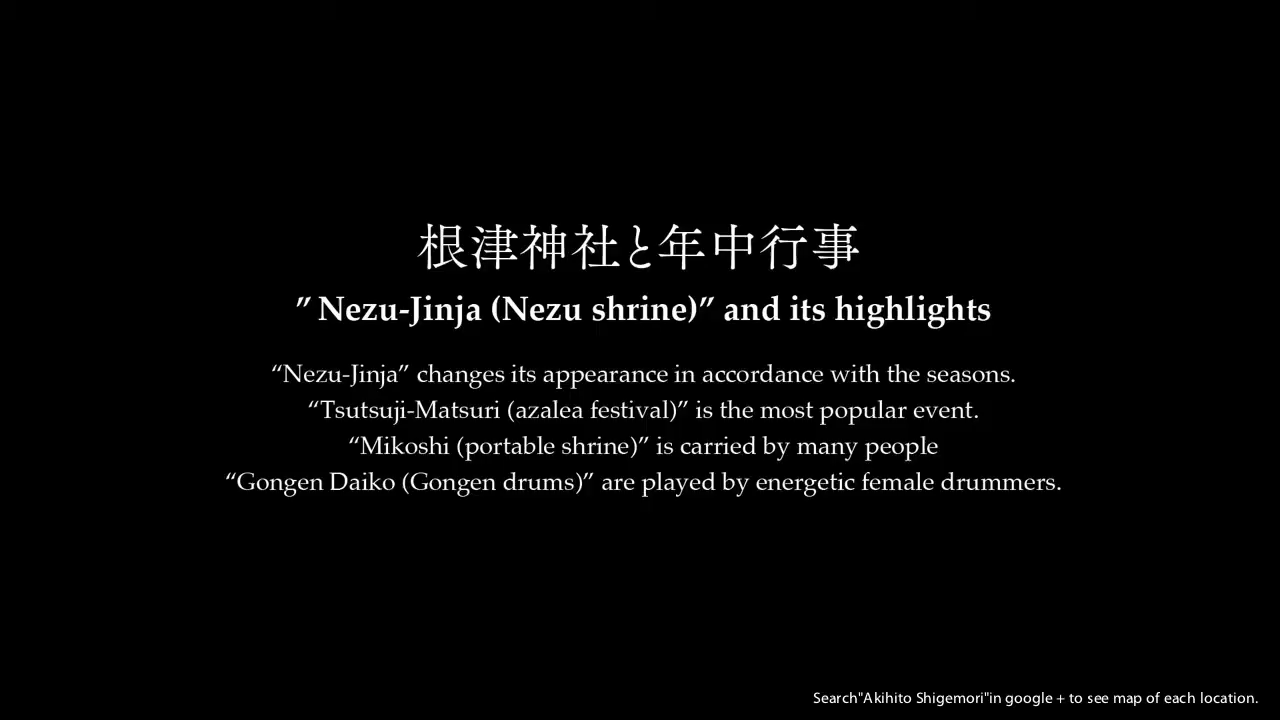 根津神社と年中行事
” Nezu-Jinja (Nezu shrine)” and its highlights
“Nezu-Jinja” changes its appearance in accordance with the seasons.
“Tsutsuji-Matsuri (azalea festival)” is the most popular event.
“Mikoshi (portable shrine)” is carried by many people
“Gongen Daiko (Gongen drums)” are played by energetic female drummers.
Search"Akihito Shigemori"in google + to see map of each location.